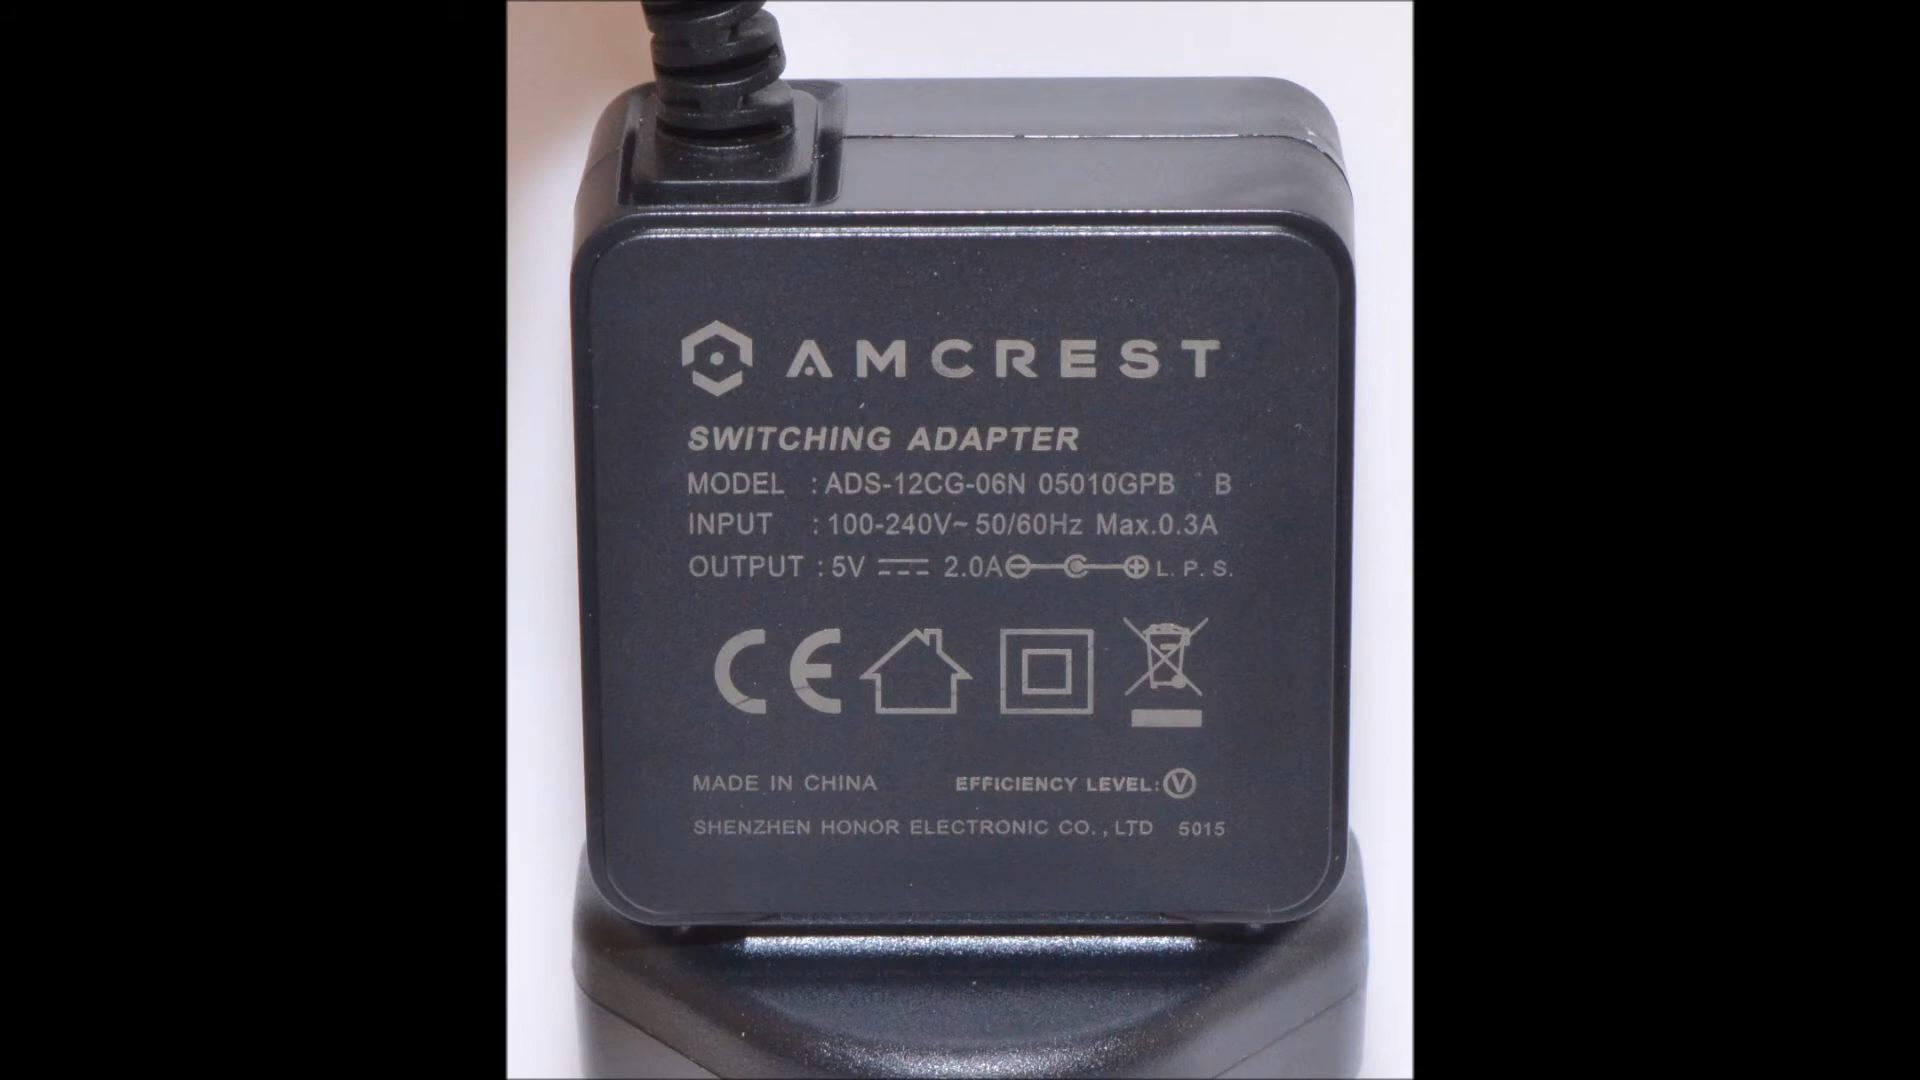 AMCREST
SWITCHING ADAPTER
MODEL : ADS-12CG-06N 05010GPB B
INPUT : 100-240V~ 50/60Hz Max.0.3A
OUTPUT : 5V ⎓ 2.0A L. P. S.
CE
MADE IN CHINA EFFICIENCY LEVEL: V
SHENZHEN HONOR ELECTRONIC CO., LTD 5015